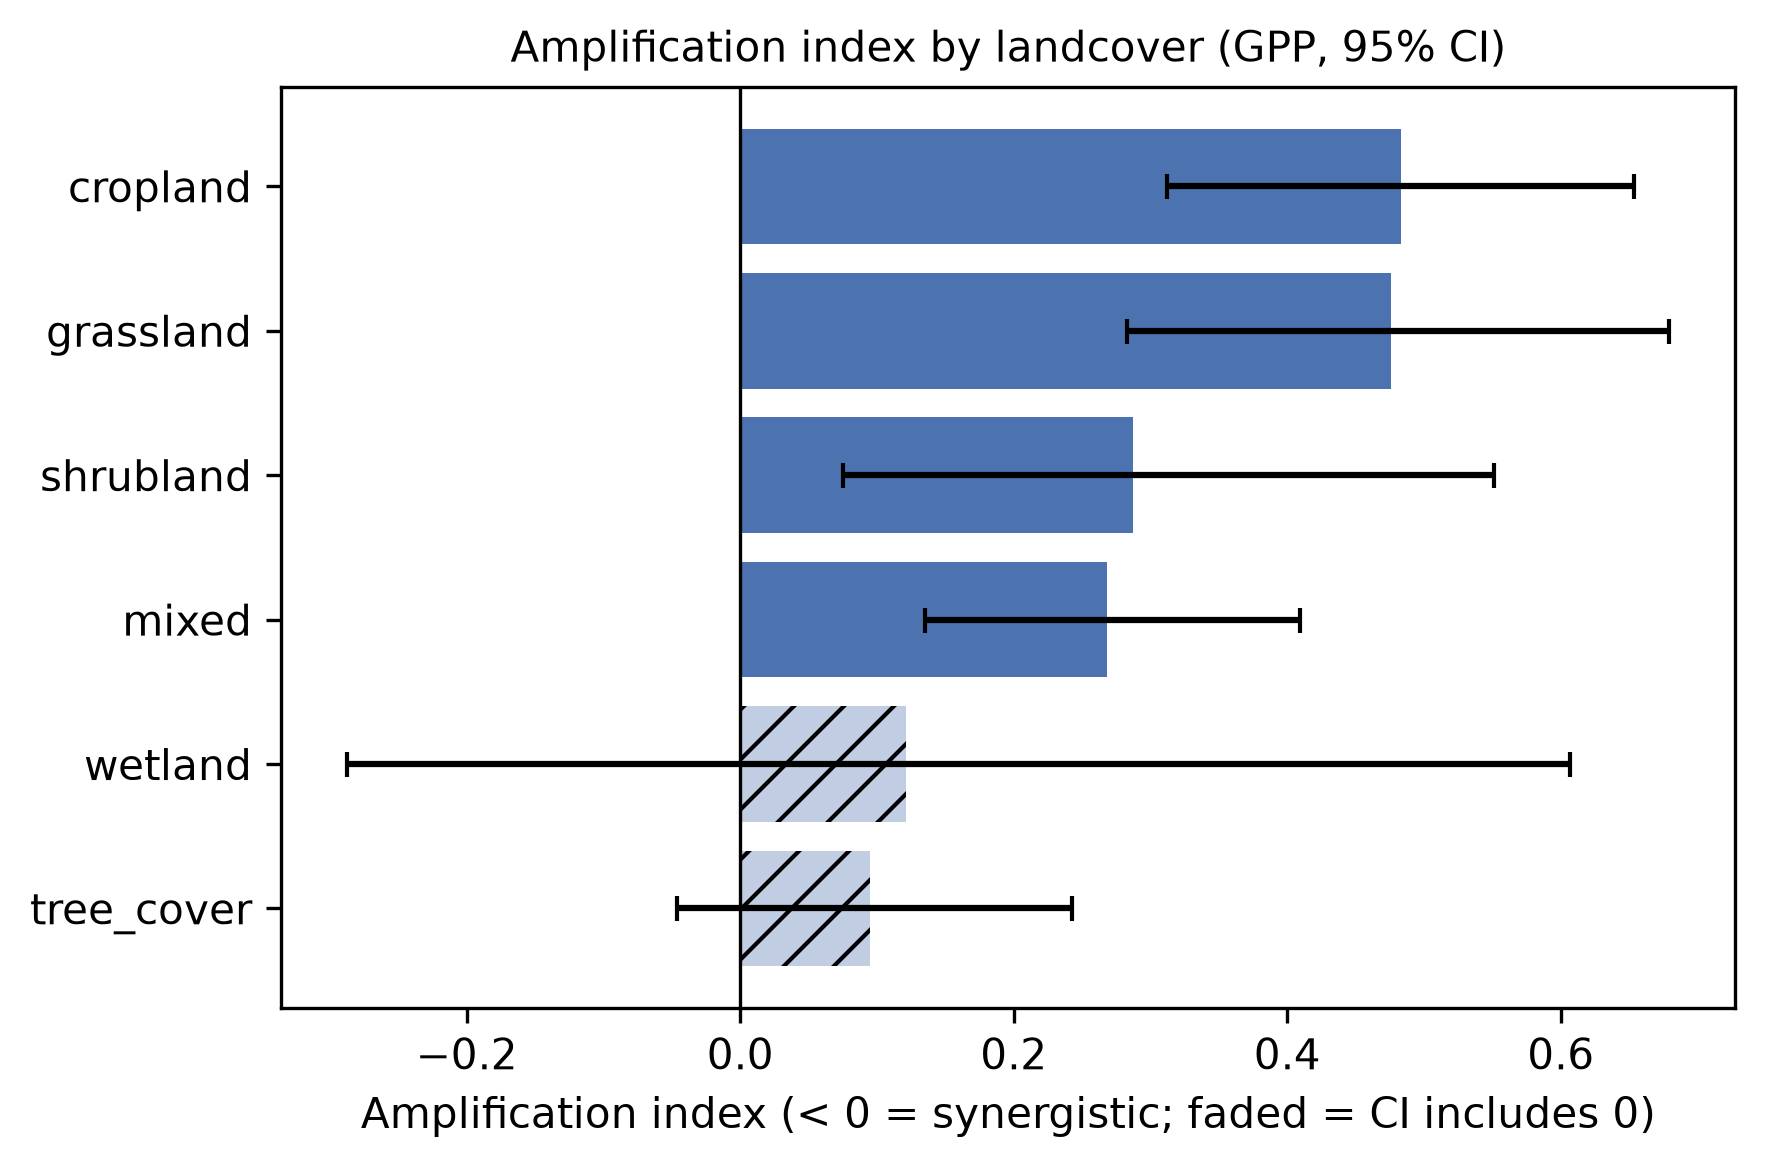 Amplification index by landcover (GPP, 95% CI)
cropland
grassland
shrubland
mixed
wetland
tree_cover
−0.2 0.0 0.2 0.4 0.6
Amplification index (< 0 = synergistic; faded = CI includes 0)